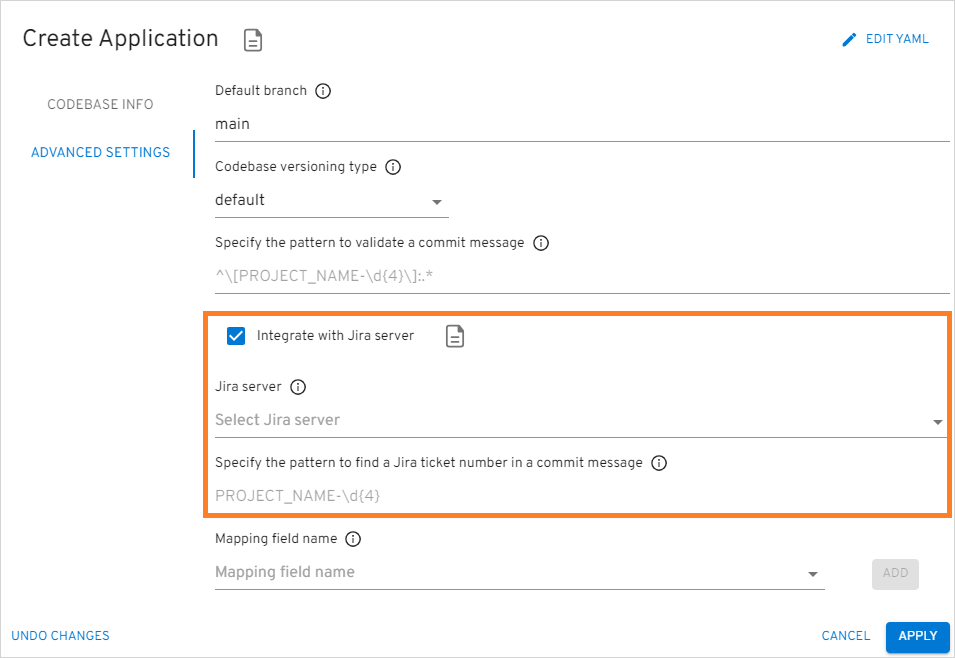 Create Application
EDIT YAML
CODEBASE INFO
ADVANCED SETTINGS
Default branch
main
Codebase versioning type
default
Specify the pattern to validate a commit message
^\[PROJECT_NAME-\d{4}\]:.*
Integrate with Jira server
Jira server
Select Jira server
Specify the pattern to find a Jira ticket number in a commit message
PROJECT_NAME-\d{4}
Mapping field name
Mapping field name
ADD
UNDO CHANGES
CANCEL
APPLY